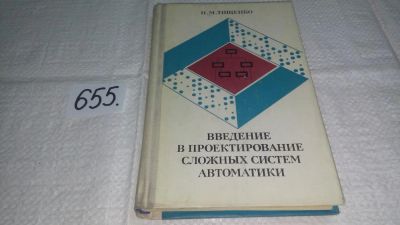 Н.М.ТИЩЕНКО
655.
ВВЕДЕНИЕ
В ПРОЕКТИРОВАНИЕ
СЛОЖНЫХ СИСТЕМ
АВТОМАТИКИ